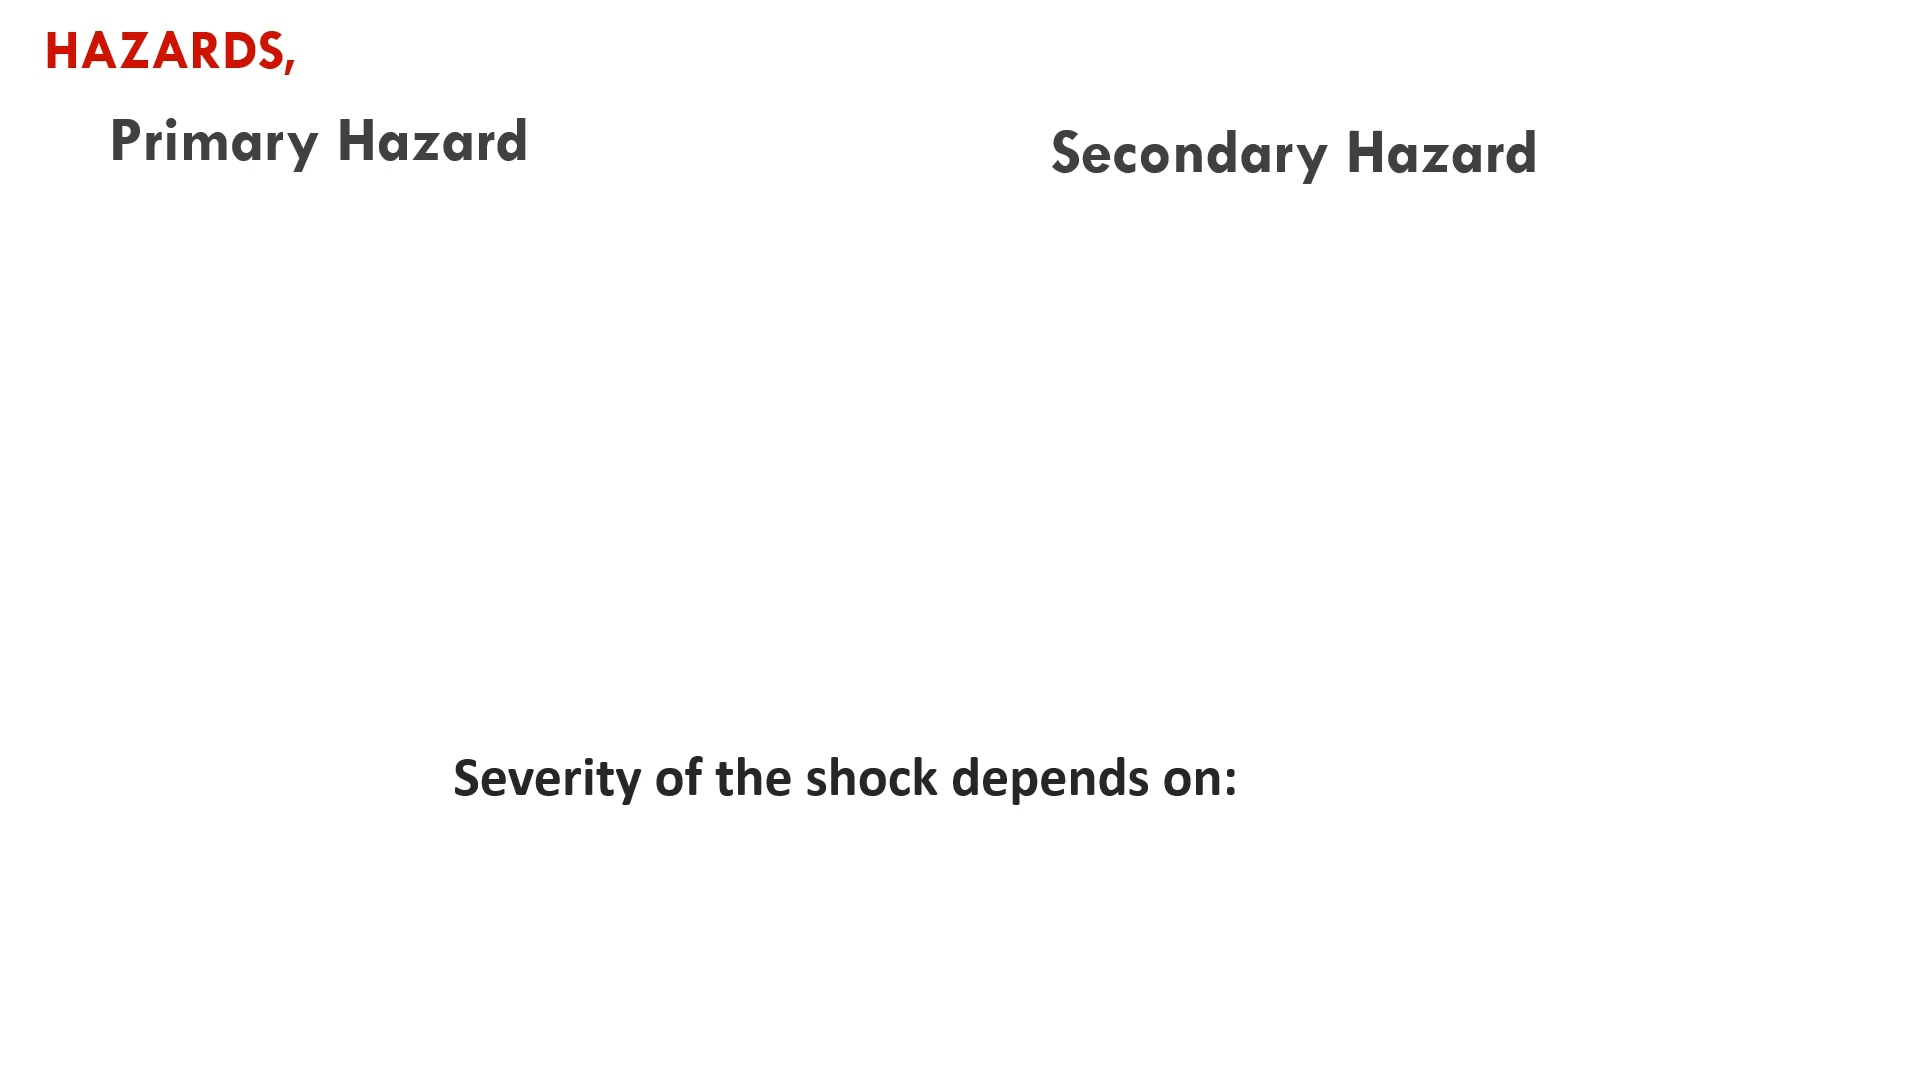 HAZARDS,
Primary Hazard
Secondary Hazard
Severity of the shock depends on: